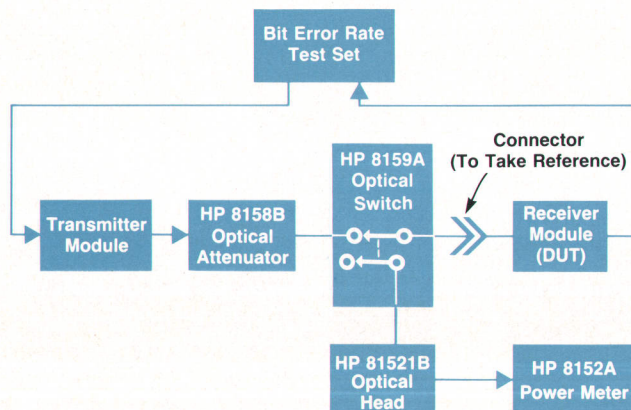 Bit Error Rate
Test Set
Connector
(To Take Reference)
HP 8159A
Optical
Switch
Transmitter
Module
HP 8158B
Optical
Attenuator
Receiver
Module
(DUT)
HP 81521B
Optical
Head
HP 8152A
Power Meter